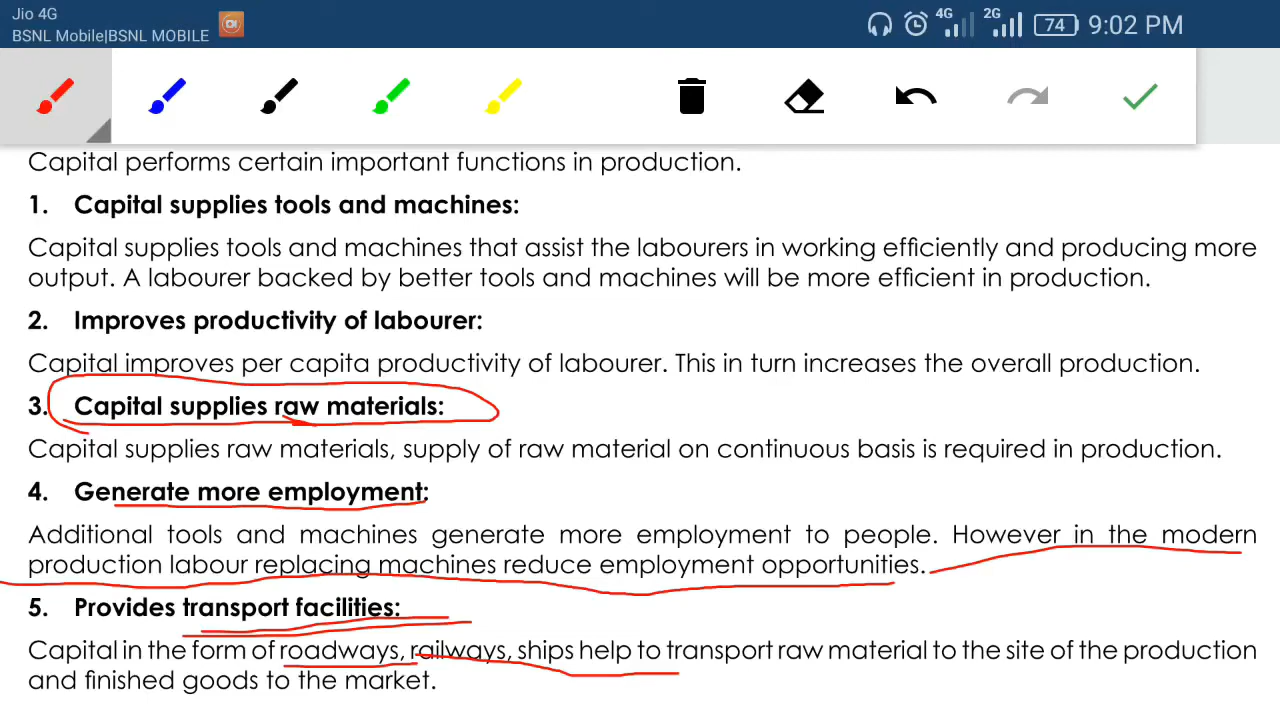 Jio 4G
BSNL Mobile|BSNL MOBILE
4G 2G 74 9:02 PM
Capital performs certain important functions in production.
1. Capital supplies tools and machines:
Capital supplies tools and machines that assist the labourers in working efficiently and producing more
output. A labourer backed by better tools and machines will be more efficient in production.
2. Improves productivity of labourer:
Capital improves per capita productivity of labourer. This in turn increases the overall production.
3. Capital supplies raw materials:
Capital supplies raw materials, supply of raw material on continuous basis is required in production.
4. Generate more employment:
Additional tools and machines generate more employment to people. However in the modern
production labour replacing machines reduce employment opportunities.
5. Provides transport facilities:
Capital in the form of roadways, railways, ships help to transport raw material to the site of the production
and finished goods to the market.